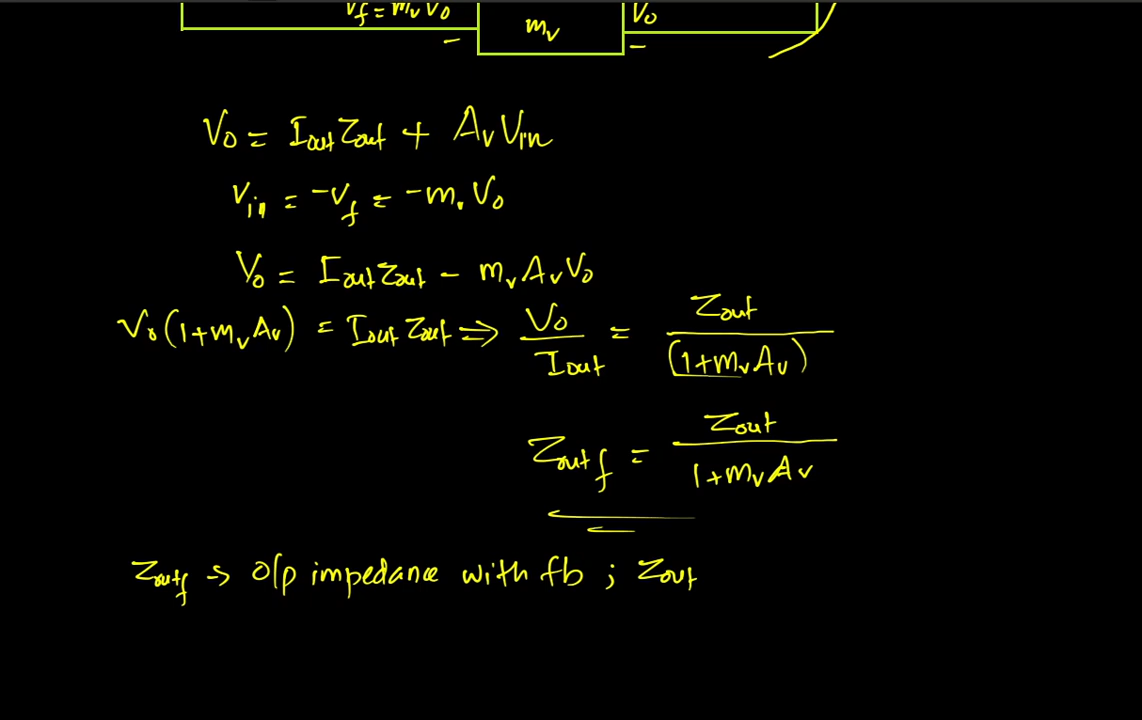 Vf = mvVo mv Vo
Vo = Iout Zout + Av Vin
Vin = -Vf = -mv Vo
Vo = Iout Zout - mv Av Vo
Vo(1+mv Av) = Iout Zout ⇒ Vo/Iout = Zout/(1+mv Av)
Zoutf = Zout/1+mv Av
Zoutf ⇒ O/p impedance with fb ; Zout